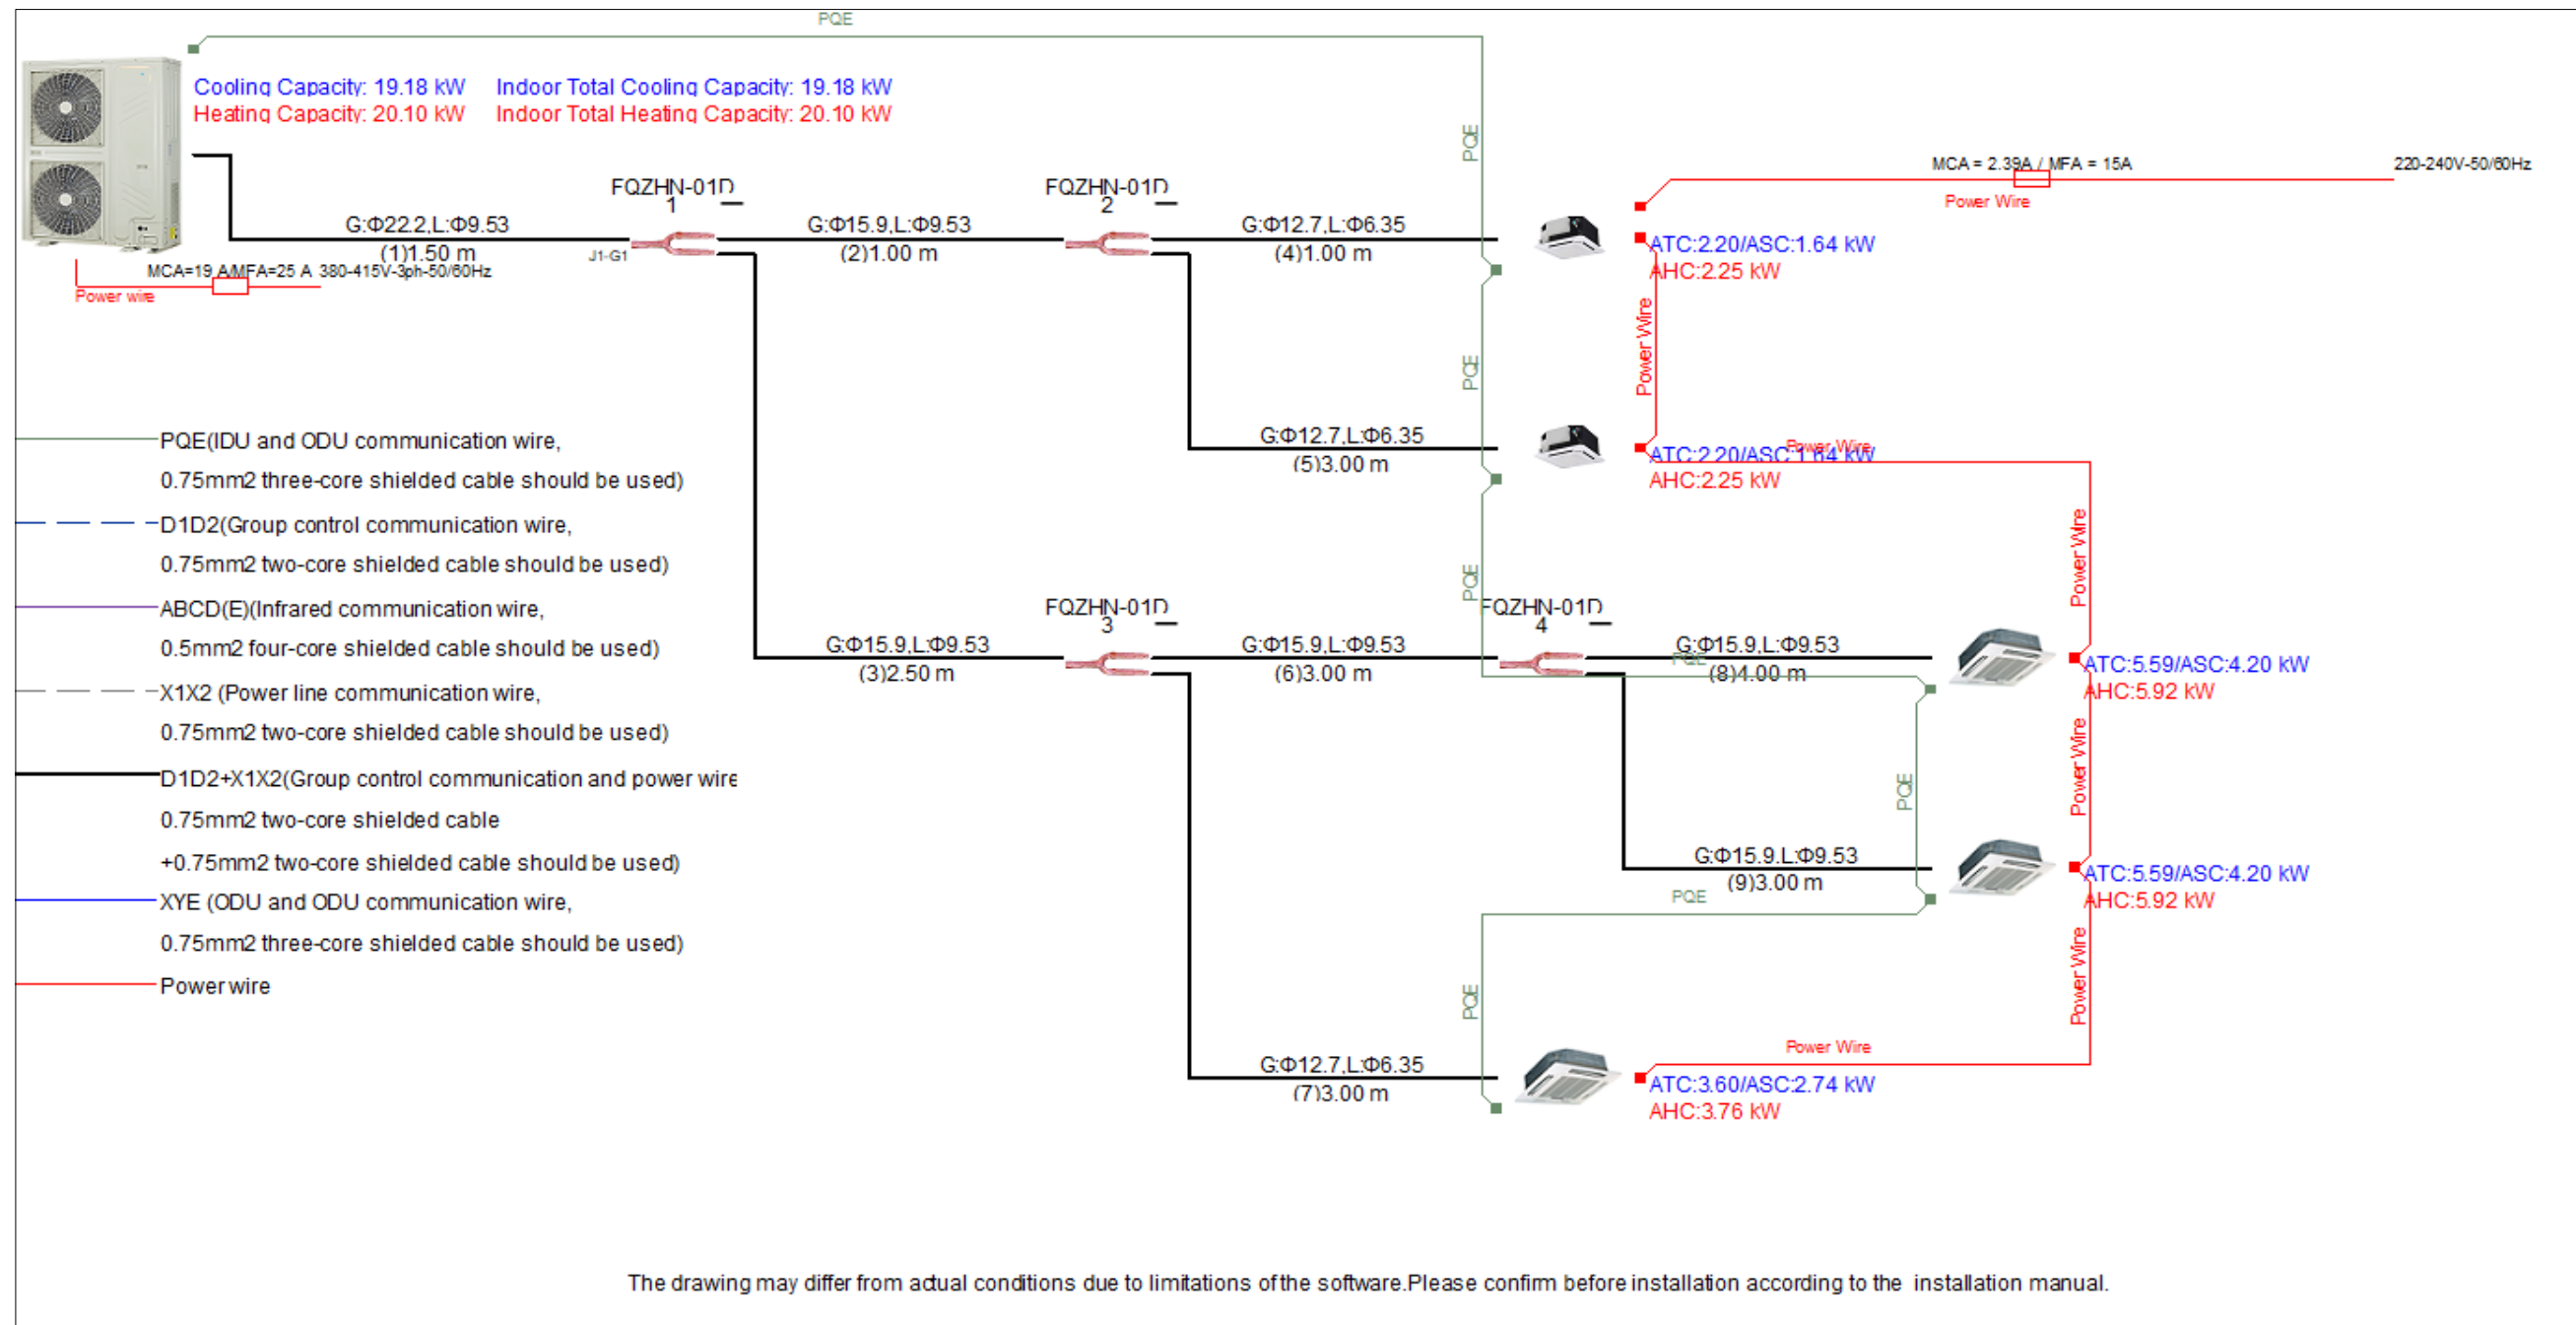 PQE
Cooling Capacity: 19.18 kW
Indoor Total Cooling Capacity: 19.18 kW
Heating Capacity: 20.10 kW
Indoor Total Heating Capacity: 20.10 kW
PQE
MCA = 2.39A / MFA = 15A
220-240V-50/60Hz
Power Wire
FQZHN-01D
1
FQZHN-01D
2
G:Φ22.2,L:Φ9.53
(1)1.50 m
J1-G1
G:Φ15.9,L:Φ9.53
(2)1.00 m
G:Φ12.7,L:Φ6.35
(4)1.00 m
ATC:2.20/ASC:1.64 kW
AHC:2.25 kW
MCA=19 A/MFA=25 A 380-415V-3ph-50/60Hz
Power wire
Power Wire
PQE
G:Φ12.7,L:Φ6.35
(5)3.00 m
Power Wire
ATC:2.20/ASC:1.64 kW
AHC:2.25 kW
PQE(IDU and ODU communication wire,
0.75mm2 three-core shielded cable should be used)
D1D2(Group control communication wire,
0.75mm2 two-core shielded cable should be used)
ABCD(E)(Infrared communication wire,
0.5mm2 four-core shielded cable should be used)
X1X2 (Power line communication wire,
0.75mm2 two-core shielded cable should be used)
D1D2+X1X2(Group control communication and power wire
0.75mm2 two-core shielded cable
+0.75mm2 two-core shielded cable should be used)
XYE (ODU and ODU communication wire,
0.75mm2 three-core shielded cable should be used)
Power wire
PQE
Power Wire
FQZHN-01D
3
FQZHN-01D
4
G:Φ15.9,L:Φ9.53
(3)2.50 m
G:Φ15.9,L:Φ9.53
(6)3.00 m
G:Φ15.9,L:Φ9.53
PQE
(8)4.00 m
ATC:5.59/ASC:4.20 kW
AHC:5.92 kW
PQE
Power Wire
G:Φ15.9,L:Φ9.53
(9)3.00 m
PQE
ATC:5.59/ASC:4.20 kW
AHC:5.92 kW
PQE
Power Wire
Power Wire
G:Φ12.7,L:Φ6.35
(7)3.00 m
ATC:3.60/ASC:2.74 kW
AHC:3.76 kW
The drawing may differ from actual conditions due to limitations of the software.Please confirm before installation according to the installation manual.